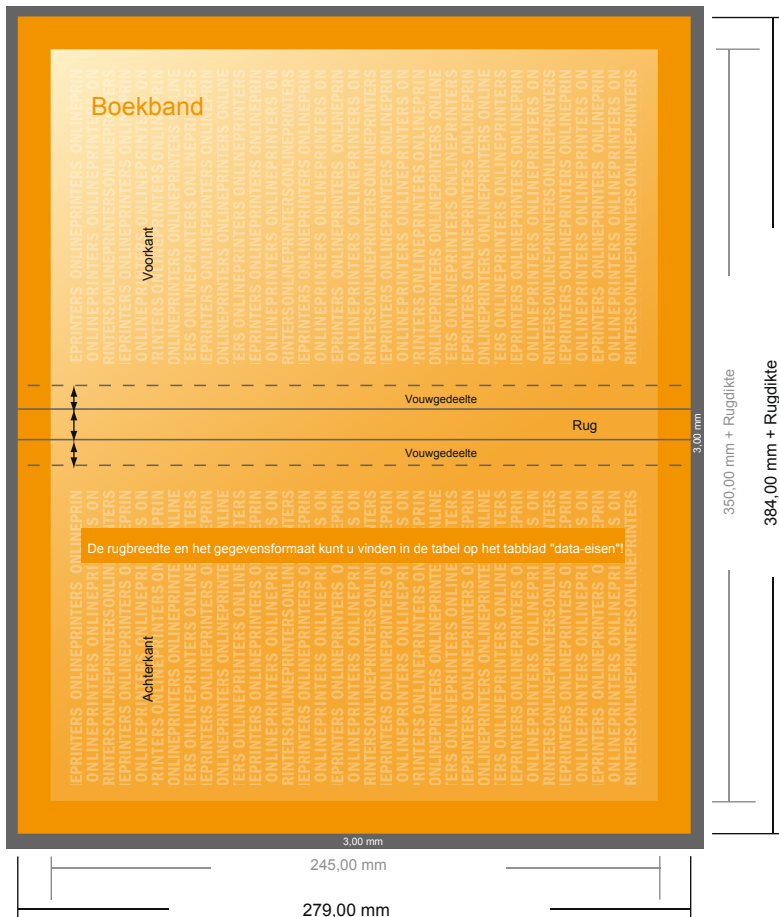 Boekband
Voorkant
Vouwgedeelte
Rug
Vouwgedeelte
De rugbreedte en het gegevensformaat kunt u vinden in de tabel op het tabblad "data-eisen"!
Achterkant
3,00 mm
3,00 mm
350,00 mm + Rugdikte
384,00 mm + Rugdikte
245,00 mm
279,00 mm